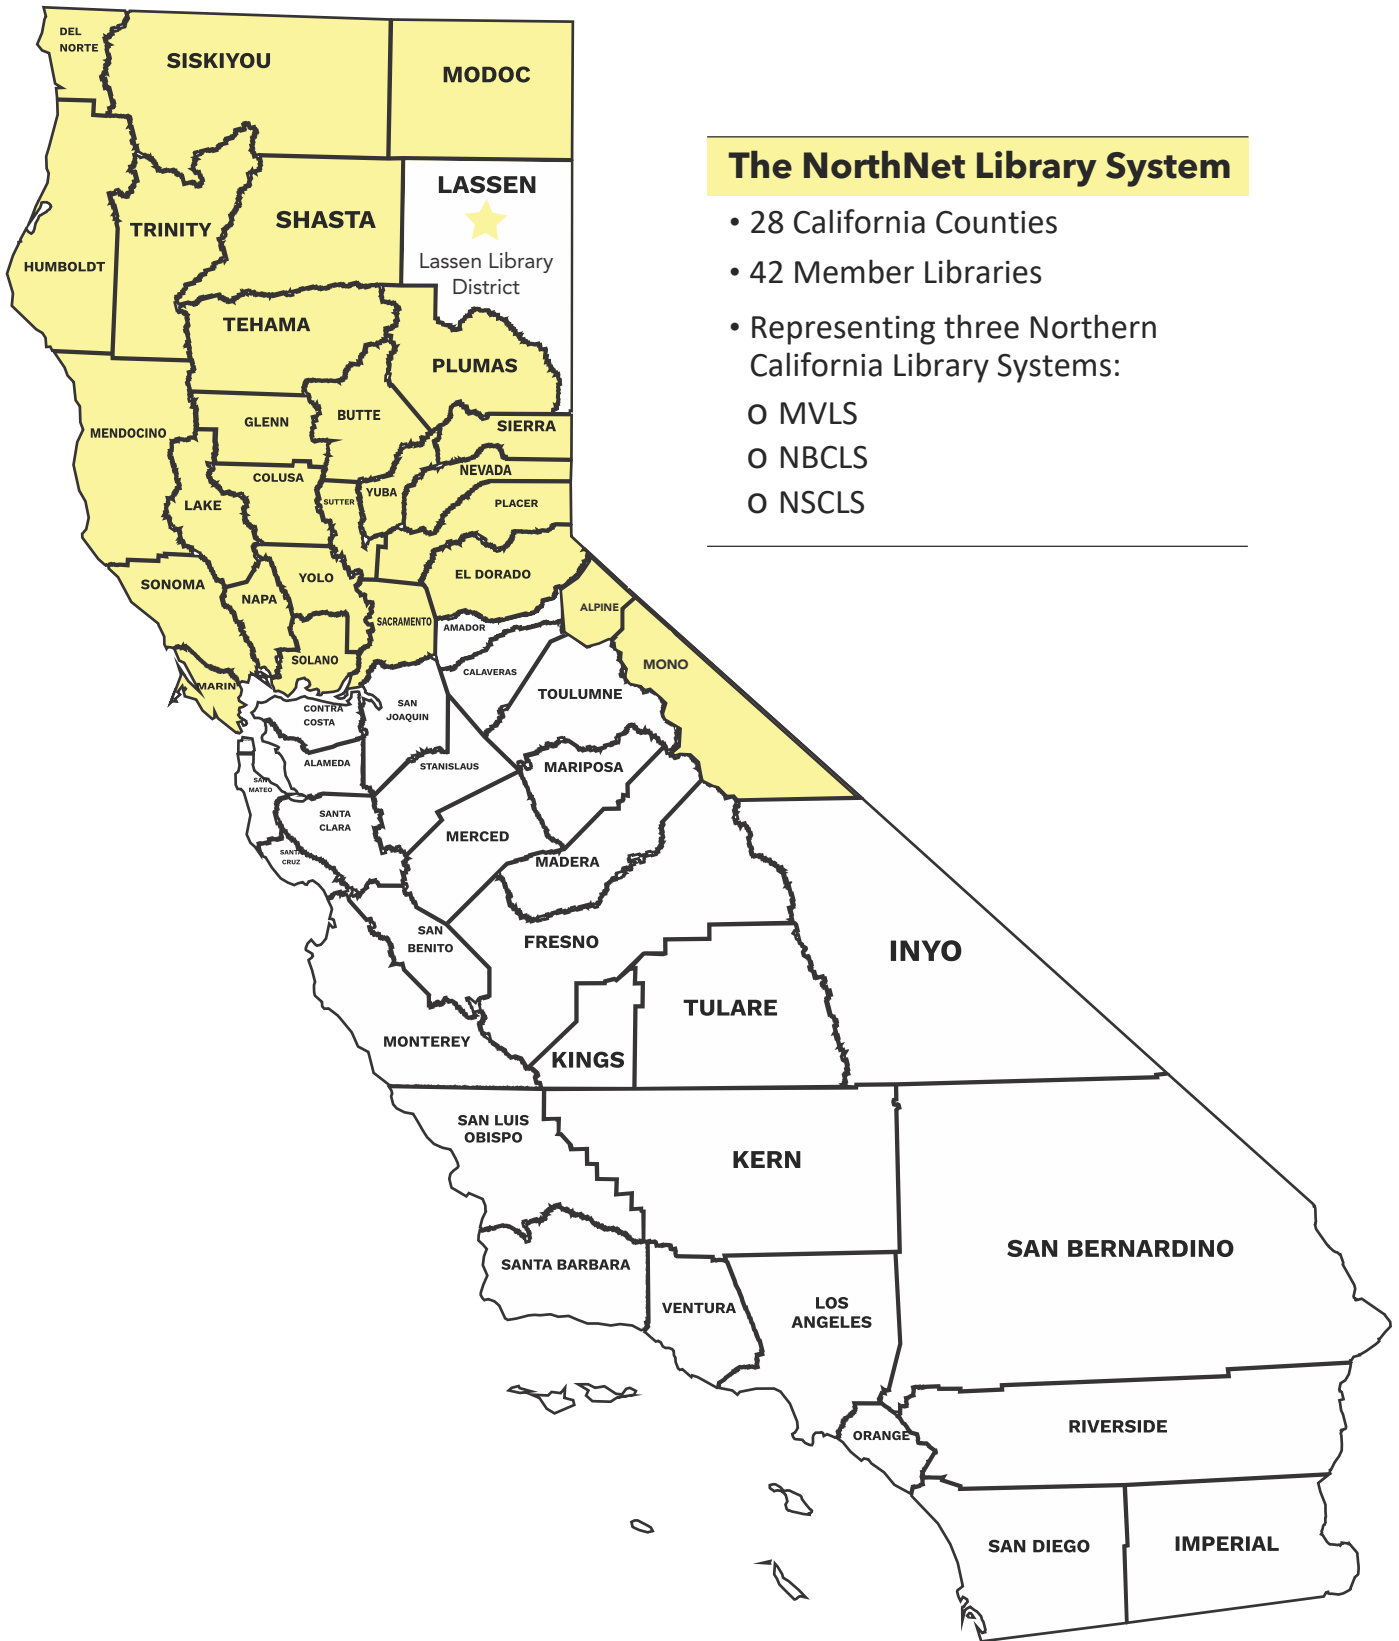 DEL
NORTE
SISKIYOU
MODOC
The NorthNet Library System
• 28 California Counties
• 42 Member Libraries
• Representing three Northern
California Library Systems:
o MVLS
o NBCLS
o NSCLS
LASSEN
Lassen Library
District
SHASTA
TRINITY
HUMBOLDT
TEHAMA
PLUMAS
BUTTE
GLENN
SIERRA
MENDOCINO
NEVADA
COLUSA
YUBA
SUTTER
PLACER
LAKE
EL DORADO
YOLO
SONOMA
NAPA
ALPINE
SACRAMENTO
AMADOR
SOLANO
MONO
CALAVERAS
MARIN
TOULUMNE
SAN
JOAQUIN
CONTRA
COSTA
ALAMEDA
STANISLAUS
MARIPOSA
SAN
MATEO
SANTA
CLARA
MERCED
SANTA
CRUZ
MADERA
SAN
BENITO
FRESNO
INYO
TULARE
MONTEREY
KINGS
SAN LUIS
OBISPO
KERN
SAN BERNARDINO
SANTA BARBARA
VENTURA
LOS
ANGELES
RIVERSIDE
ORANGE
SAN DIEGO
IMPERIAL